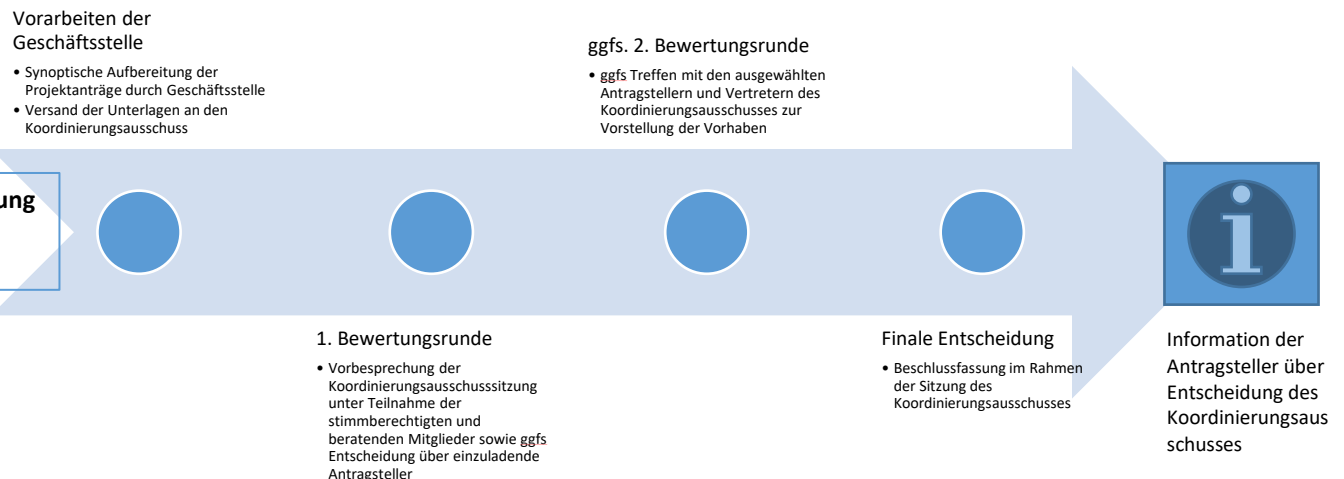 Vorarbeiten der
Geschäftsstelle
• Synoptische Aufbereitung der
Projektanträge durch Geschäftsstelle
• Versand der Unterlagen an den
Koordinierungsausschuss
ggfs. 2. Bewertungsrunde
• ggfs Treffen mit den ausgewählten
Antragstellern und Vertretern des
Koordinierungsausschusses zur
Vorstellung der Vorhaben
1. Bewertungsrunde
• Vorbesprechung der
Koordinierungsausschusssitzung
unter Teilnahme der
stimmberechtigten und
beratenden Mitglieder sowie ggfs
Entscheidung über einzuladende
Antragsteller
Finale Entscheidung
• Beschlussfassung im Rahmen
der Sitzung des
Koordinierungsausschusses
Information der
Antragsteller über
Entscheidung des
Koordinierungsaus
schusses